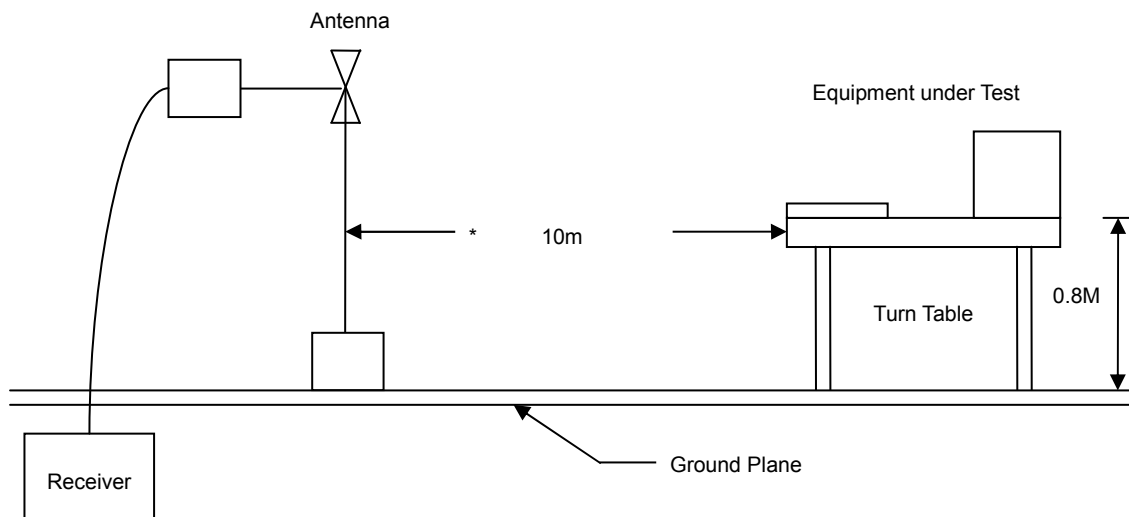 Antenna
Equipment under Test
* 10m
0.8M
Turn Table
Ground Plane
Receiver